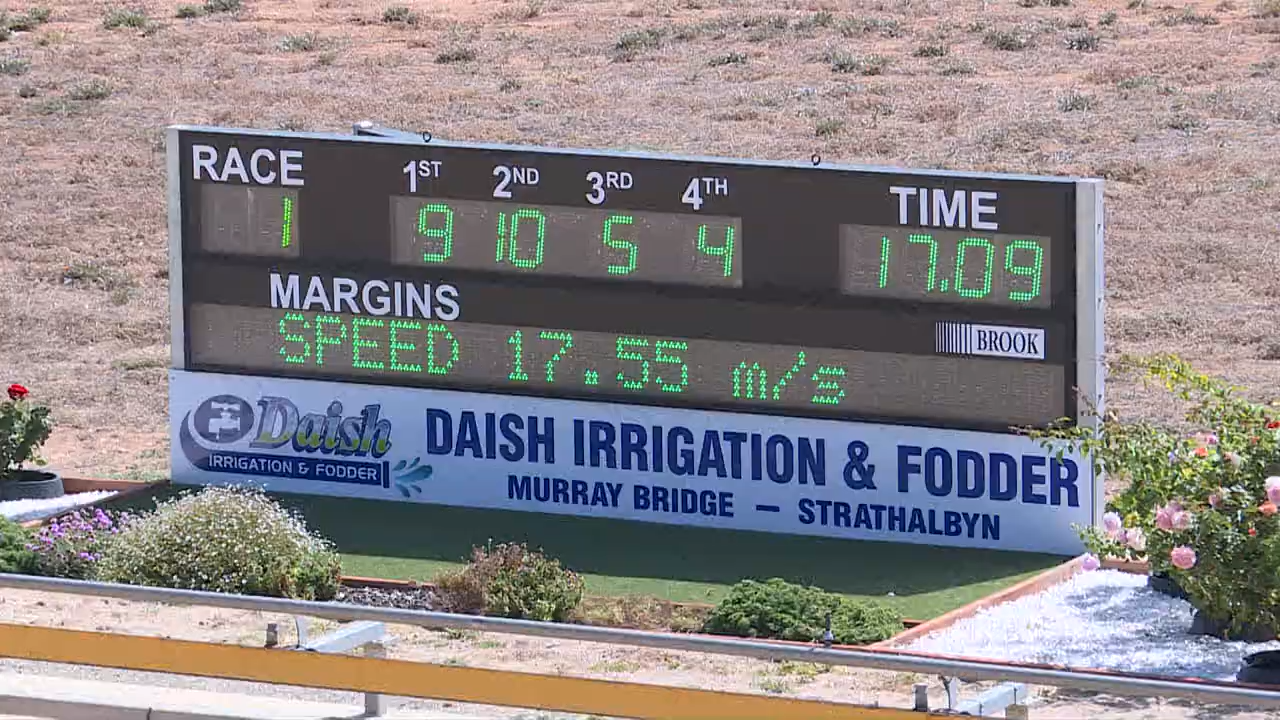 RACE 1ST 2ND 3RD 4TH TIME
1 9 10 5 4 17.09
MARGINS
BROOK
SPEED 17.55 m/s
Daish
IRRIGATION & FODDER
DAISH IRRIGATION & FODDER
MURRAY BRIDGE – STRATHALBYN